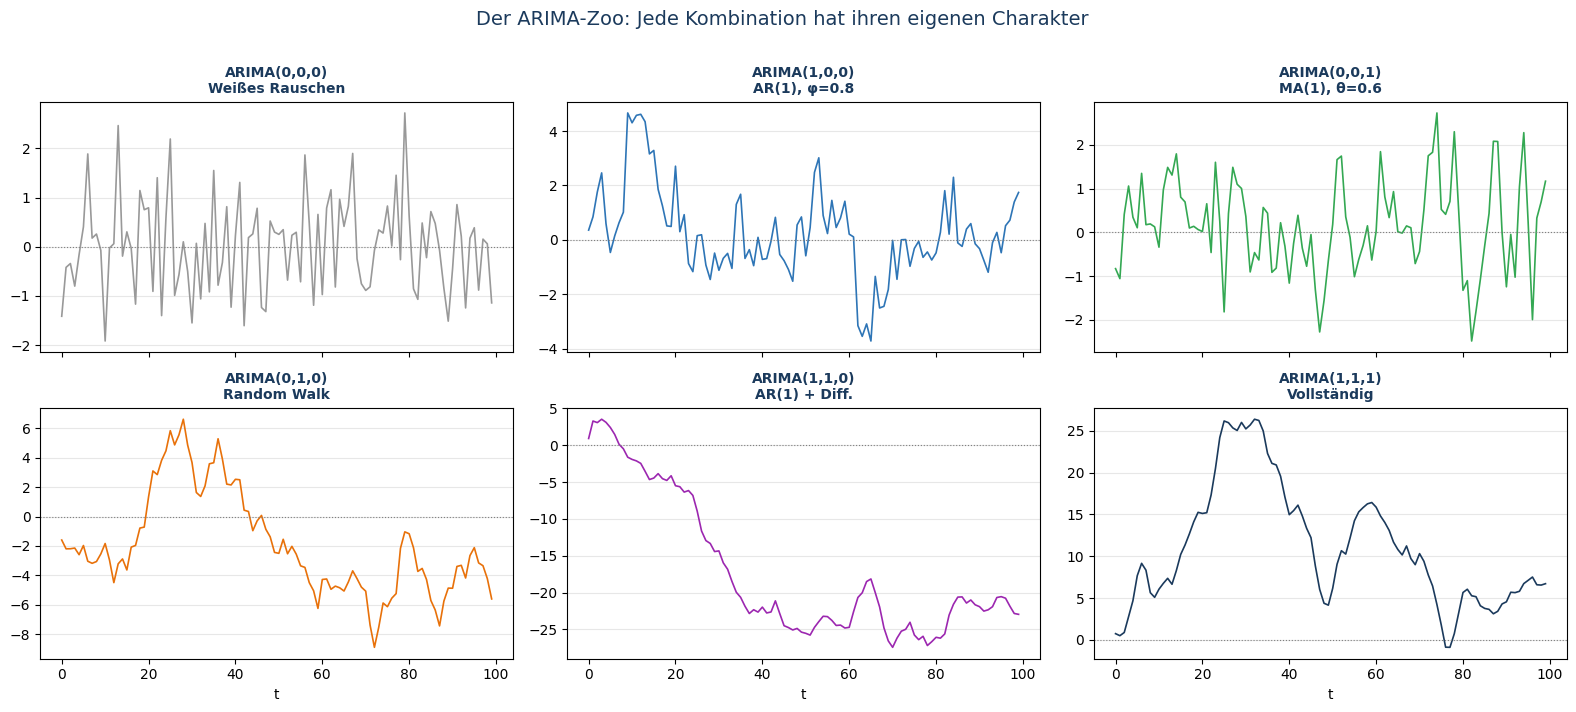 Der ARIMA-Zoo: Jede Kombination hat ihren eigenen Charakter
ARIMA(0,0,0)
Weißes Rauschen
2
1
0
−1
−2
ARIMA(1,0,0)
AR(1), φ=0.8
4
2
0
−2
−4
ARIMA(0,0,1)
MA(1), θ=0.6
2
1
0
−1
−2
ARIMA(0,1,0)
Random Walk
6
4
2
0
−2
−4
−6
−8
0 20 40 60 80 100
t
ARIMA(1,1,0)
AR(1) + Diff.
5
0
−5
−10
−15
−20
−25
0 20 40 60 80 100
t
ARIMA(1,1,1)
Vollständig
25
20
15
10
5
0
0 20 40 60 80 100
t